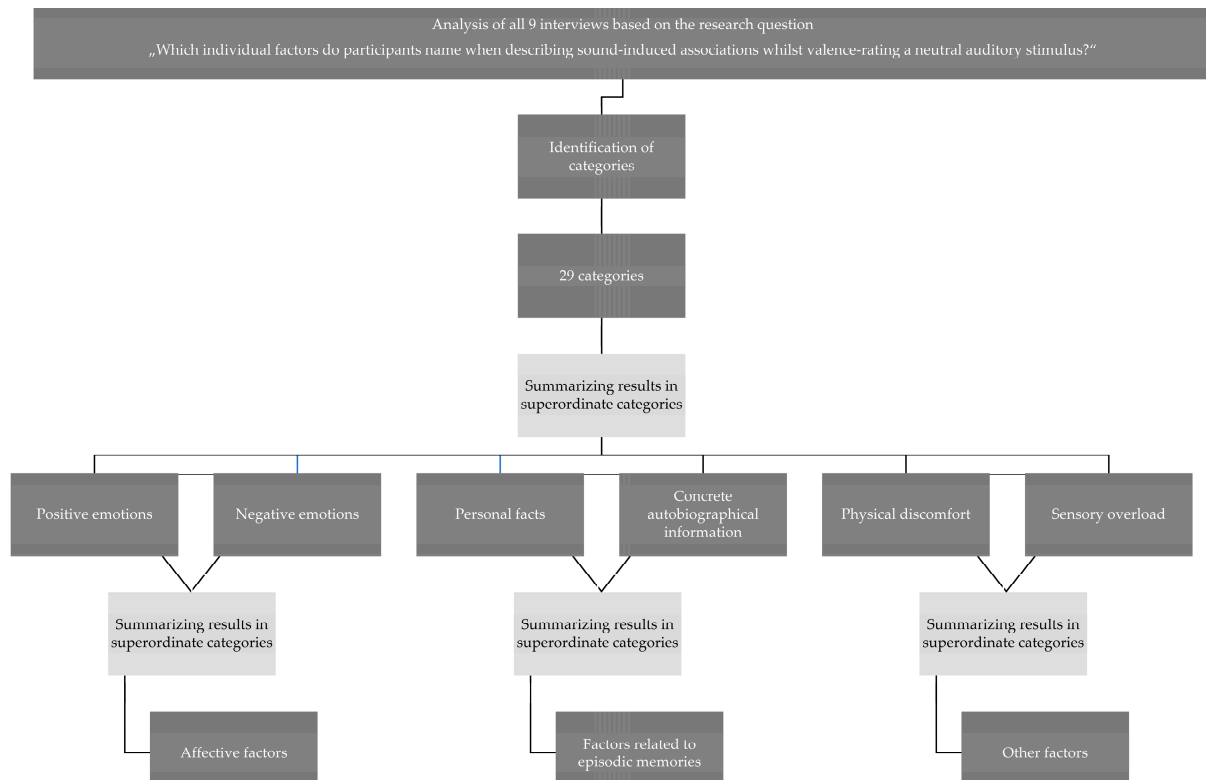 Analysis of all 9 interviews based on the research question
„Which individual factors do participants name when describing sound-induced associations whilst valence-rating a neutral auditory stimulus?“
Identification of
categories
29 categories
Summarizing results in
superordinate categories
Positive emotions
Negative emotions
Personal facts
Concrete
autobiographical
information
Physical discomfort
Sensory overload
Summarizing results in
superordinate categories
Summarizing results in
superordinate categories
Summarizing results in
superordinate categories
Affective factors
Factors related to
episodic memories
Other factors